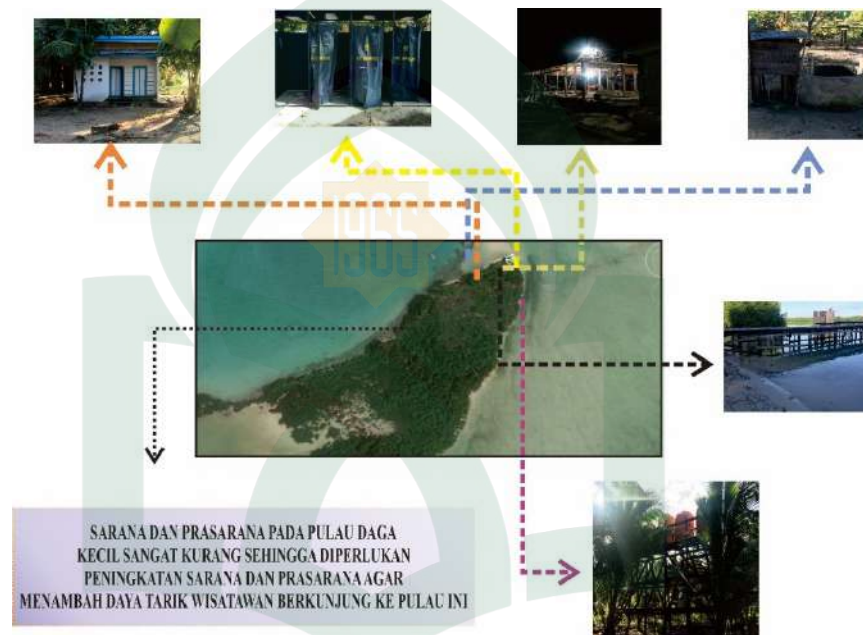 1965
SARANA DAN PRASARANA PADA PULAU DAGA
KECIL SANGAT KURANG SEHINGGA DIPERLUKAN
PENINGKATAN SARANA DAN PRASARANA AGAR
MENAMBAH DAYA TARIK WISATAWAN BERKUNJUNG KE PULAU INI